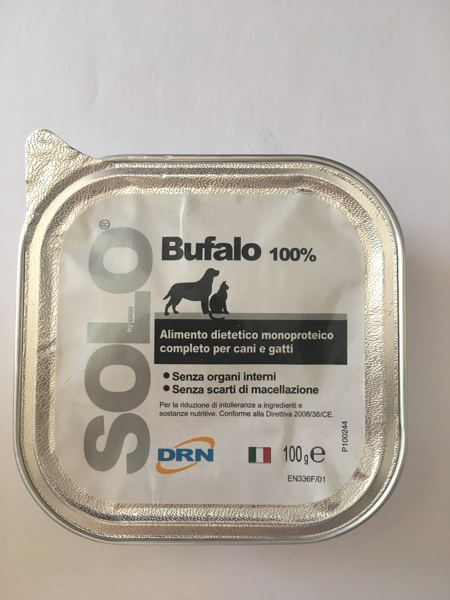 SOLO®
by DRN
Bufalo 100%
Alimento dietetico monoproteico
completo per cani e gatti
● Senza organi interni
● Senza scarti di macellazione
Per la riduzione di intolleranze a ingredienti e
sostanze nutritive. Conforme alla Direttiva 2008/38/CE.
DRN
100 g ℮
EN336F/01
P100244